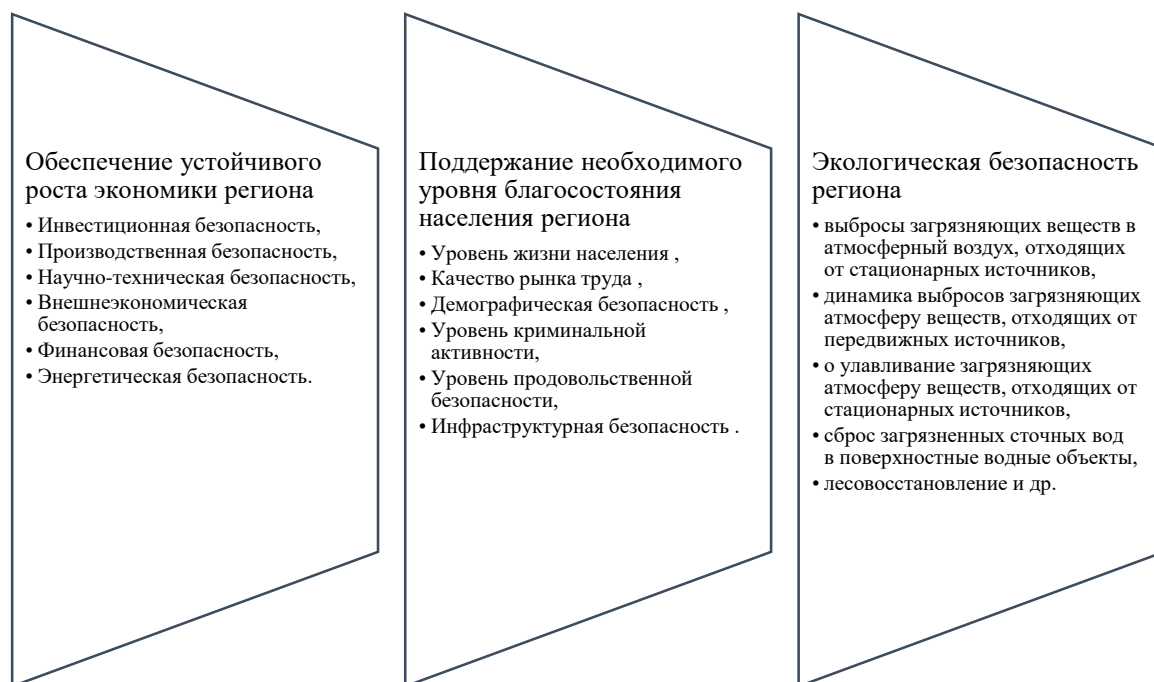 Обеспечение устойчивого
роста экономики региона
• Инвестиционная безопасность,
• Производственная безопасность,
• Научно-техническая безопасность,
• Внешнеэкономическая
безопасность,
• Финансовая безопасность,
• Энергетическая безопасность.
Поддержание необходимого
уровня благосостояния
населения региона
• Уровень жизни населения ,
• Качество рынка труда ,
• Демографическая безопасность ,
• Уровень криминальной
активности,
• Уровень продовольственной
безопасности,
• Инфраструктурная безопасность .
Экологическая безопасность
региона
• выбросы загрязняющих веществ в
атмосферный воздух, отходящих
от стационарных источников,
• динамика выбросов загрязняющих
атмосферу веществ, отходящих от
передвижных источников,
• о улавливание загрязняющих
атмосферу веществ, отходящих от
стационарных источников,
• сброс загрязненных сточных вод
в поверхностные водные объекты,
• лесовосстановление и др.